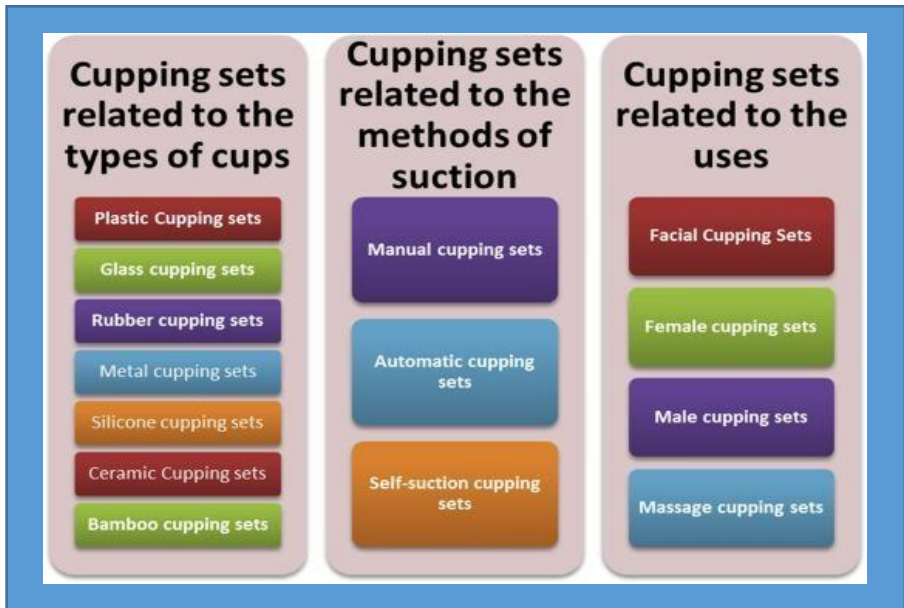 Cupping sets
related to the
types of cups
Plastic Cupping sets
Glass cupping sets
Rubber cupping sets
Metal cupping sets
Silicone cupping sets
Ceramic Cupping sets
Bamboo cupping sets
Cupping sets
related to the
methods of
suction
Manual cupping sets
Automatic cupping
sets
Self-suction cupping
sets
Cupping sets
related to the
uses
Facial Cupping Sets
Female cupping sets
Male cupping sets
Massage cupping sets